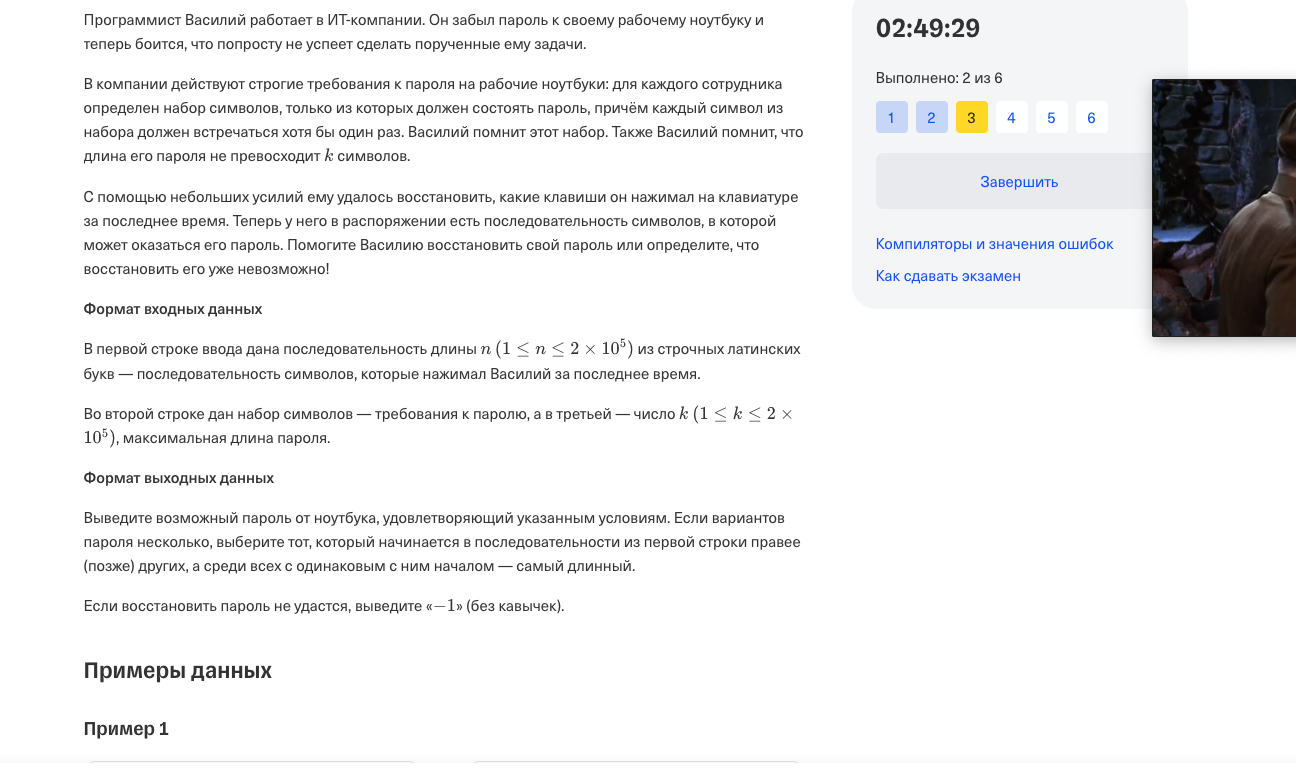 Программист Василий работает в ИТ-компании. Он забыл пароль к своему рабочему ноутбуку и
теперь боится, что попросту не успеет сделать порученные ему задачи.
В компании действуют строгие требования к пароля на рабочие ноутбуки: для каждого сотрудника
определен набор символов, только из которых должен состоять пароль, причём каждый символ из
набора должен встречаться хотя бы один раз. Василий помнит этот набор. Также Василий помнит, что
длина его пароля не превосходит k символов.
С помощью небольших усилий ему удалось восстановить, какие клавиши он нажимал на клавиатуре
за последнее время. Теперь у него в распоряжении есть последовательность символов, в которой
может оказаться его пароль. Помогите Василию восстановить свой пароль или определите, что
восстановить его уже невозможно!
Формат входных данных
В первой строке ввода дана последовательность длины n (1 ≤ n ≤ 2 × 10⁵) из строчных латинских
букв — последовательность символов, которые нажимал Василий за последнее время.
Во второй строке дан набор символов — требования к паролю, а в третьей — число k (1 ≤ k ≤ 2 ×
10⁵), максимальная длина пароля.
Формат выходных данных
Выведите возможный пароль от ноутбука, удовлетворяющий указанным условиям. Если вариантов
пароля несколько, выберите тот, который начинается в последовательности из первой строки правее
(позже) других, а среди всех с одинаковым с ним началом — самый длинный.
Если восстановить пароль не удастся, выведите «−1» (без кавычек).
Примеры данных
Пример 1
02:49:29
Выполнено: 2 из 6
1 2 3 4 5 6
Завершить
Компиляторы и значения ошибок
Как сдавать экзамен